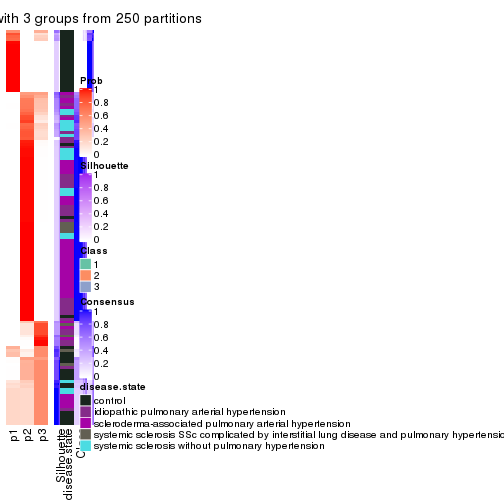 with 3 groups from 250 partitions
Prob
1
0.8
0.6
0.4
0.2
0
Silhouette
1
0.8
0.6
0.4
0.2
0
Class
1
2
3
Consensus
1
0.8
0.6
0.4
0.2
0
disease.state
control
idiopathic pulmonary arterial hypertension
scleroderma-associated pulmonary arterial hypertension
systemic sclerosis SSc complicated by interstitial lung disease and pulmonary hypertensio
systemic sclerosis without pulmonary hypertension
p1
p2
p3
Silhouette
disease.state